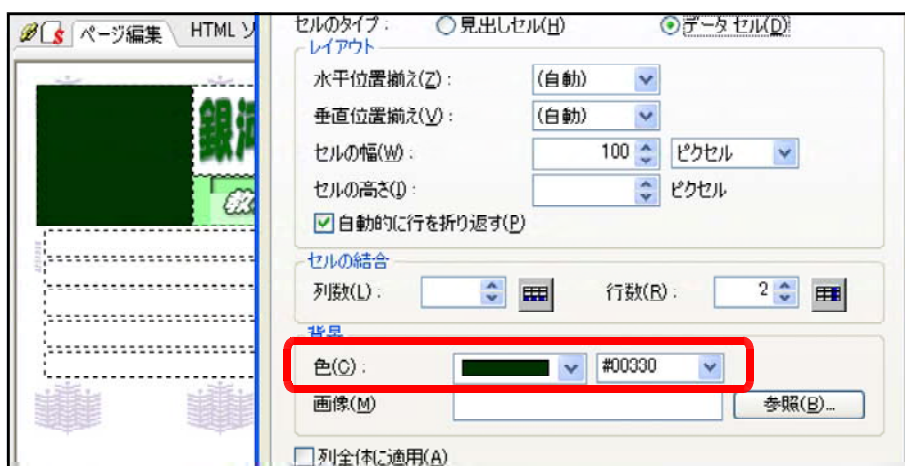 ページ編集 HTML ソ
セルのタイプ: 見出しセル(H) データ セル(D)
レイアウト
水平位置揃え(Z): (自動)
垂直位置揃え(V): (自動)
セルの幅(W): 100 ピクセル
セルの高さ(I): ピクセル
自動的に行を折り返す(P)
セルの結合
列数(L): 行数(R): 2
背景
色(C): #00330
画像(M) 参照(B)...
列全体に適用(A)
銀河